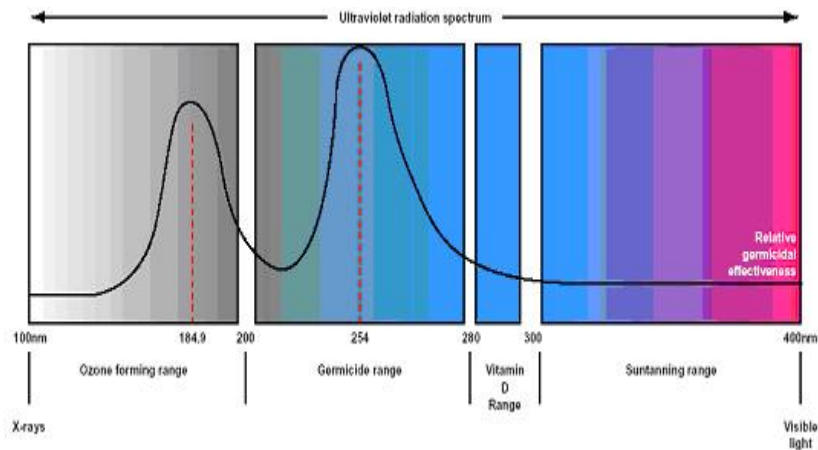 Ultraviolet radiation spectrum
Relative
germicidal
effectiveness
100nm
184.9
200
254
280
300
400nm
Ozone forming range
Germicide range
Vitamin
D
Range
Suntanning range
X-rays
Visible
light